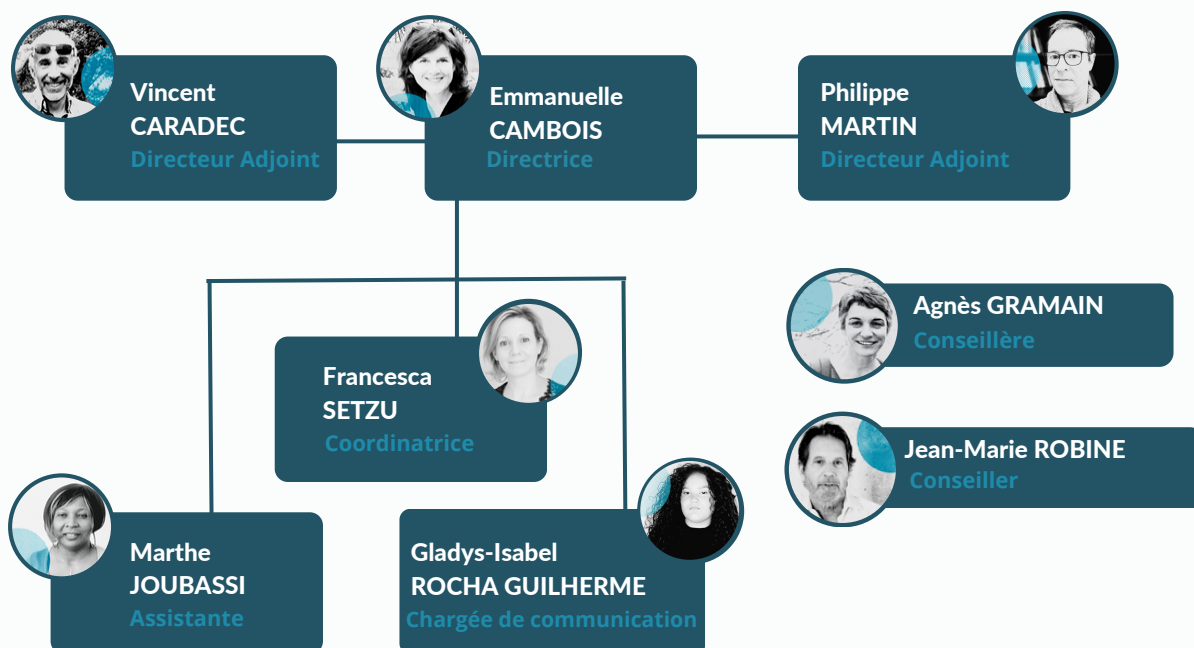 Vincent
CARADEC
Directeur Adjoint
Emmanuelle
CAMBOIS
Directrice
Philippe
MARTIN
Directeur Adjoint
Agnès GRAMAIN
Conseillère
Francesca
SETZU
Coordinatrice
Jean-Marie ROBINE
Conseiller
Marthe
JOUBASSI
Assistante
Gladys-Isabel
ROCHA GUILHERME
Chargée de communication